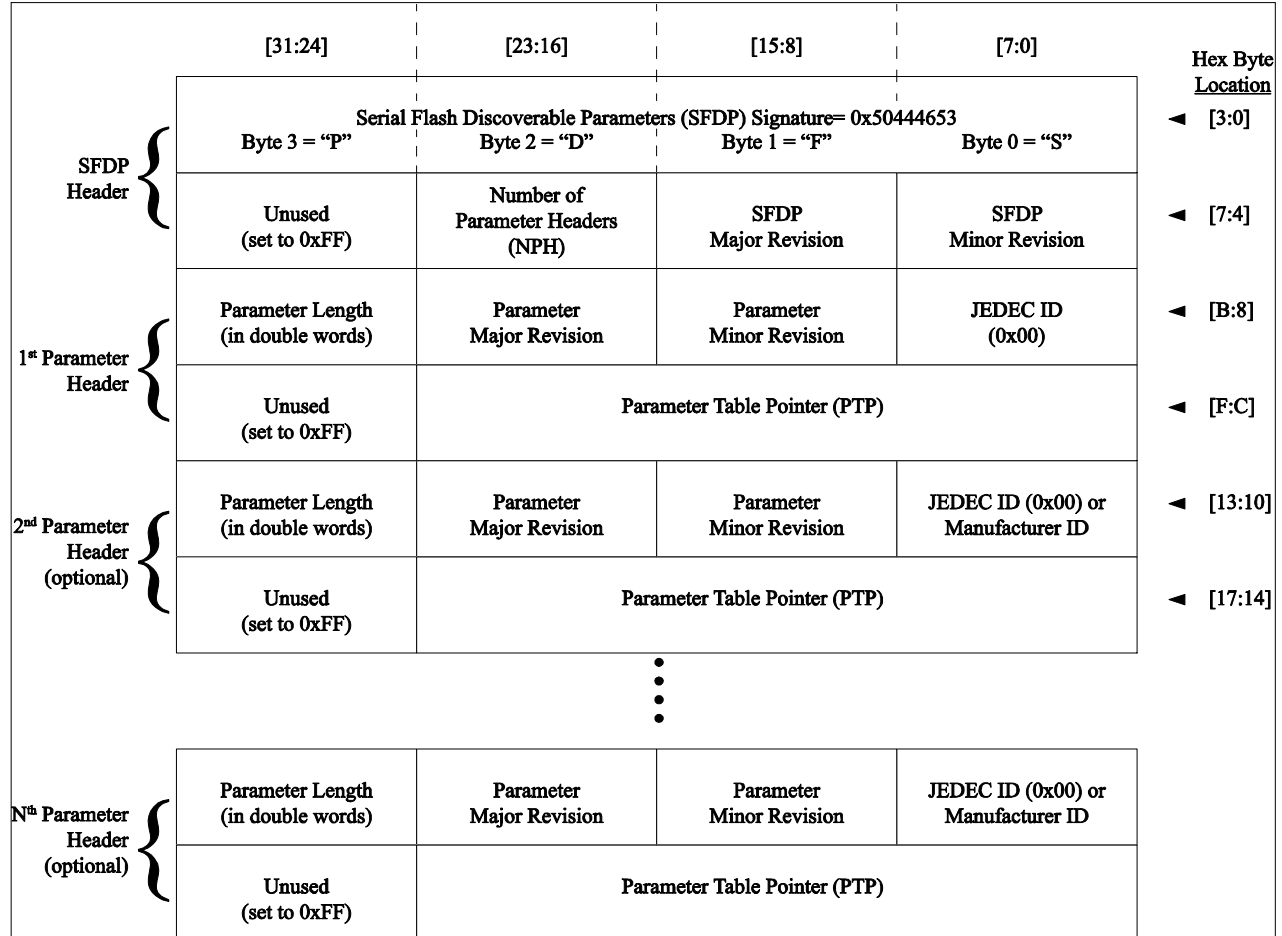 [31:24] [23:16] [15:8] [7:0]
Hex Byte
Location
Serial Flash Discoverable Parameters (SFDP) Signature= 0x50444653
Byte 3 = “P” Byte 2 = “D” Byte 1 = “F” Byte 0 = “S”
[3:0]
SFDP
Header
Unused
(set to 0xFF)
Number of
Parameter Headers
(NPH)
SFDP
Major Revision
SFDP
Minor Revision
[7:4]
1st Parameter
Header
Parameter Length
(in double words)
Parameter
Major Revision
Parameter
Minor Revision
JEDEC ID
(0x00)
[B:8]
Unused
(set to 0xFF)
Parameter Table Pointer (PTP)
[F:C]
2nd Parameter
Header
(optional)
Parameter Length
(in double words)
Parameter
Major Revision
Parameter
Minor Revision
JEDEC ID (0x00) or
Manufacturer ID
[13:10]
Unused
(set to 0xFF)
Parameter Table Pointer (PTP)
[17:14]
Nth Parameter
Header
(optional)
Parameter Length
(in double words)
Parameter
Major Revision
Parameter
Minor Revision
JEDEC ID (0x00) or
Manufacturer ID
Unused
(set to 0xFF)
Parameter Table Pointer (PTP)